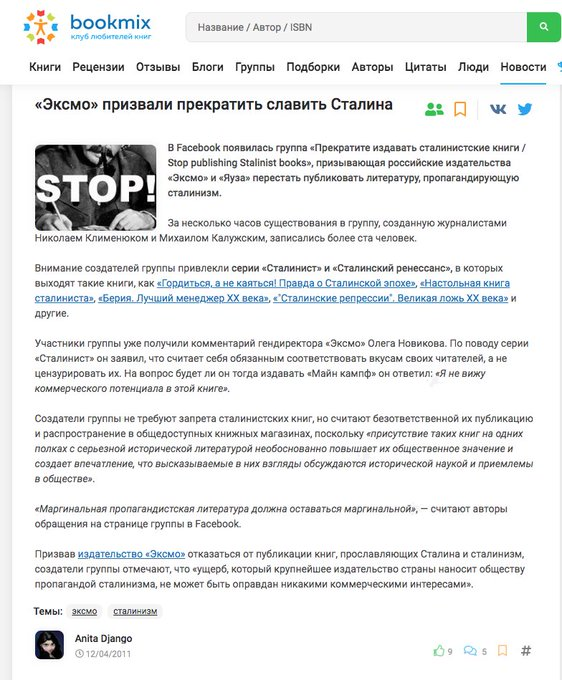 bookmix
клуб любителей книг
Название / Автор / ISBN
Книги Рецензии Отзывы Блоги Группы Подборки Авторы Цитаты Люди Новости
«Эксмо» призвали прекратить славить Сталина
STOP!
В Facebook появилась группа «Прекратите издавать сталинистские книги /
Stop publishing Stalinist books», призывающая российские издательства
«Эксмо» и «Яуза» перестать публиковать литературу, пропагандирующую
сталинизм.
За несколько часов существования в группу, созданную журналистами
Николаем Клименюком и Михаилом Калужским, записались более ста человек.
Внимание создателей группы привлекли серии «Сталинист» и «Сталинский ренессанс», в которых
выходят такие книги, как «Гордиться, а не каяться! Правда о Сталинской эпохе», «Настольная книга
сталиниста», «Берия. Лучший менеджер XX века», «"Сталинские репрессии". Великая ложь XX века» и
другие.
Участники группы уже получили комментарий гендиректора «Эксмо» Олега Новикова. По поводу серии
«Сталинист» он заявил, что считает себя обязанным соответствовать вкусам своих читателей, а не
цензурировать их. На вопрос будет ли он тогда издавать «Майн кампф» он ответил: «Я не вижу
коммерческого потенциала в этой книге».
Создатели группы не требуют запрета сталинистских книг, но считают безответственной их публикацию
и распространение в общедоступных книжных магазинах, поскольку «присутствие таких книг на одних
полках с серьезной исторической литературой необоснованно повышает их общественное значение и
создает впечатление, что высказываемые в них взгляды обсуждаются исторической наукой и приемлемы
в обществе».
«Маргинальная пропагандистская литература должна оставаться маргинальной», — считают авторы
обращения на странице группы в Facebook.
Призвав издательство «Эксмо» отказаться от публикации книг, прославляющих Сталина и сталинизм,
создатели группы отмечают, что «ущерб, который крупнейшее издательство страны наносит обществу
пропагандой сталинизма, не может быть оправдан никакими коммерческими интересами».
Темы: эксмо сталинизм
Anita Django
12/04/2011
9 5 #